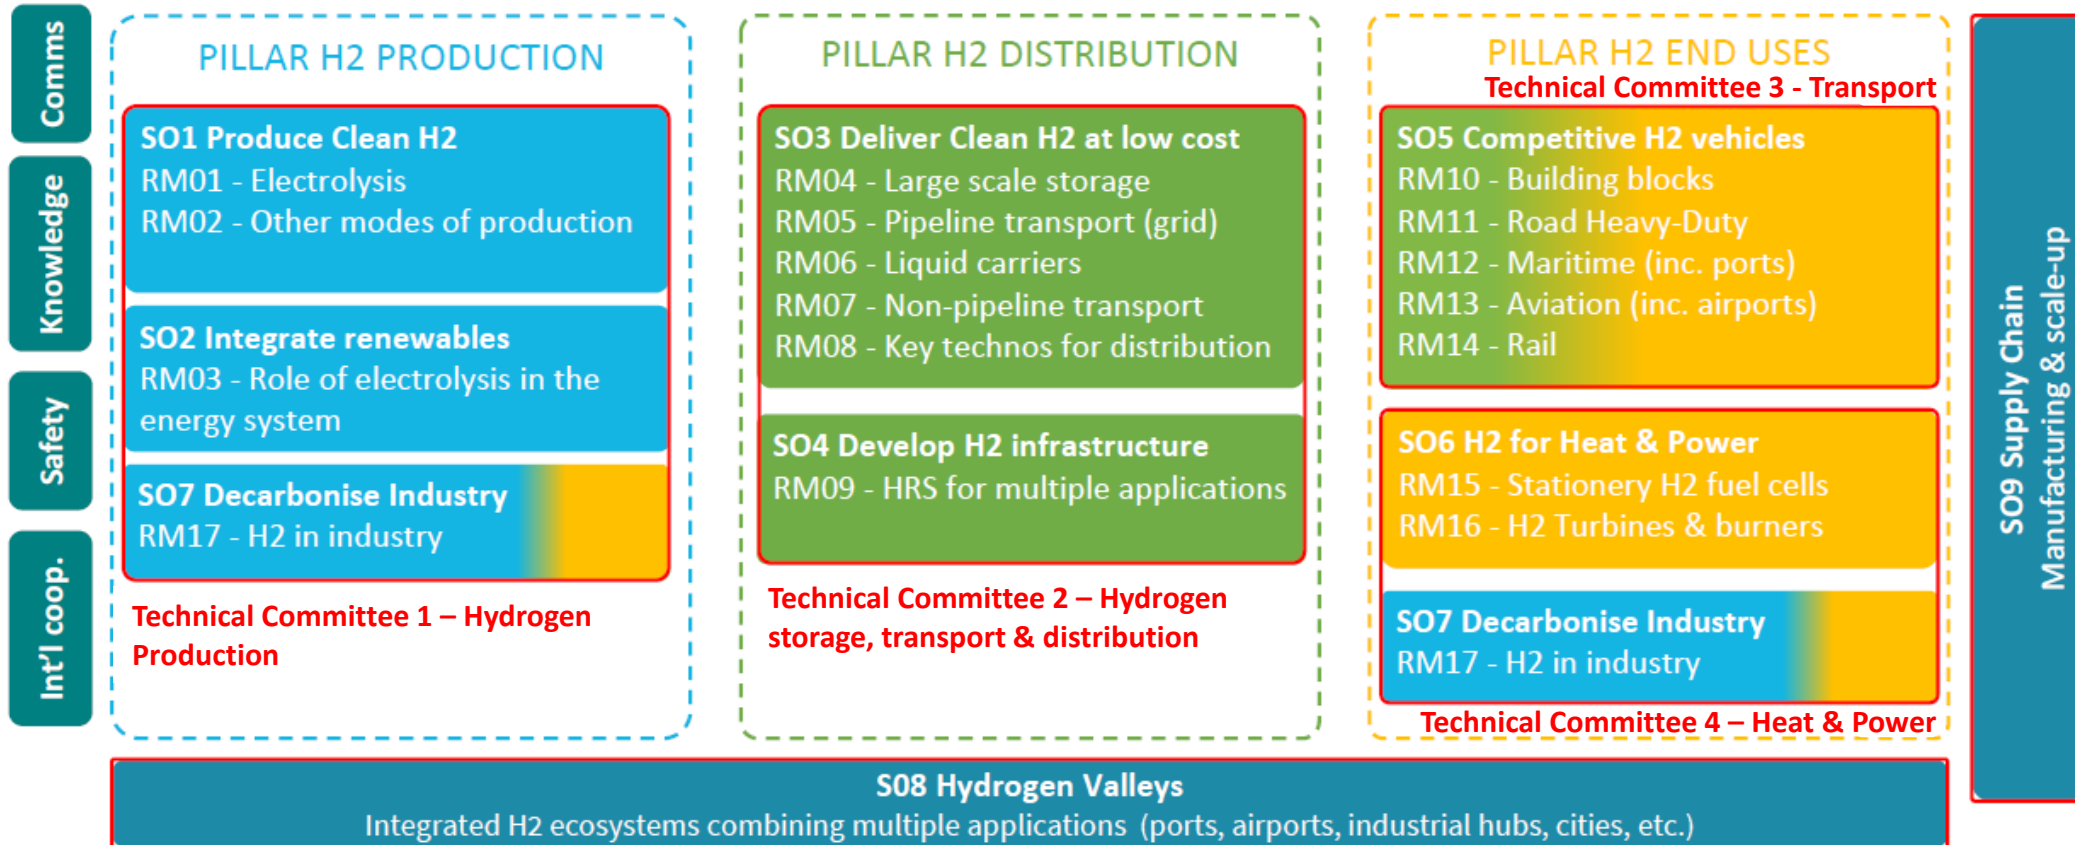 Comms
Knowledge
Safety
Int'l coop.
PILLAR H2 PRODUCTION
SO1 Produce Clean H2
RM01 - Electrolysis
RM02 - Other modes of production
SO2 Integrate renewables
RM03 - Role of electrolysis in the
energy system
SO7 Decarbonise Industry
RM17 - H2 in industry
Technical Committee 1 – Hydrogen
Production
PILLAR H2 DISTRIBUTION
SO3 Deliver Clean H2 at low cost
RM04 - Large scale storage
RM05 - Pipeline transport (grid)
RM06 - Liquid carriers
RM07 - Non-pipeline transport
RM08 - Key technos for distribution
SO4 Develop H2 infrastructure
RM09 - HRS for multiple applications
Technical Committee 2 – Hydrogen
storage, transport & distribution
PILLAR H2 END USES
Technical Committee 3 - Transport
SO5 Competitive H2 vehicles
RM10 - Building blocks
RM11 - Road Heavy-Duty
RM12 - Maritime (inc. ports)
RM13 - Aviation (inc. airports)
RM14 - Rail
SO6 H2 for Heat & Power
RM15 - Stationery H2 fuel cells
RM16 - H2 Turbines & burners
SO7 Decarbonise Industry
RM17 - H2 in industry
Technical Committee 4 – Heat & Power
SO9 Supply Chain
Manufacturing & scale-up
S08 Hydrogen Valleys
Integrated H2 ecosystems combining multiple applications (ports, airports, industrial hubs, cities, etc.)